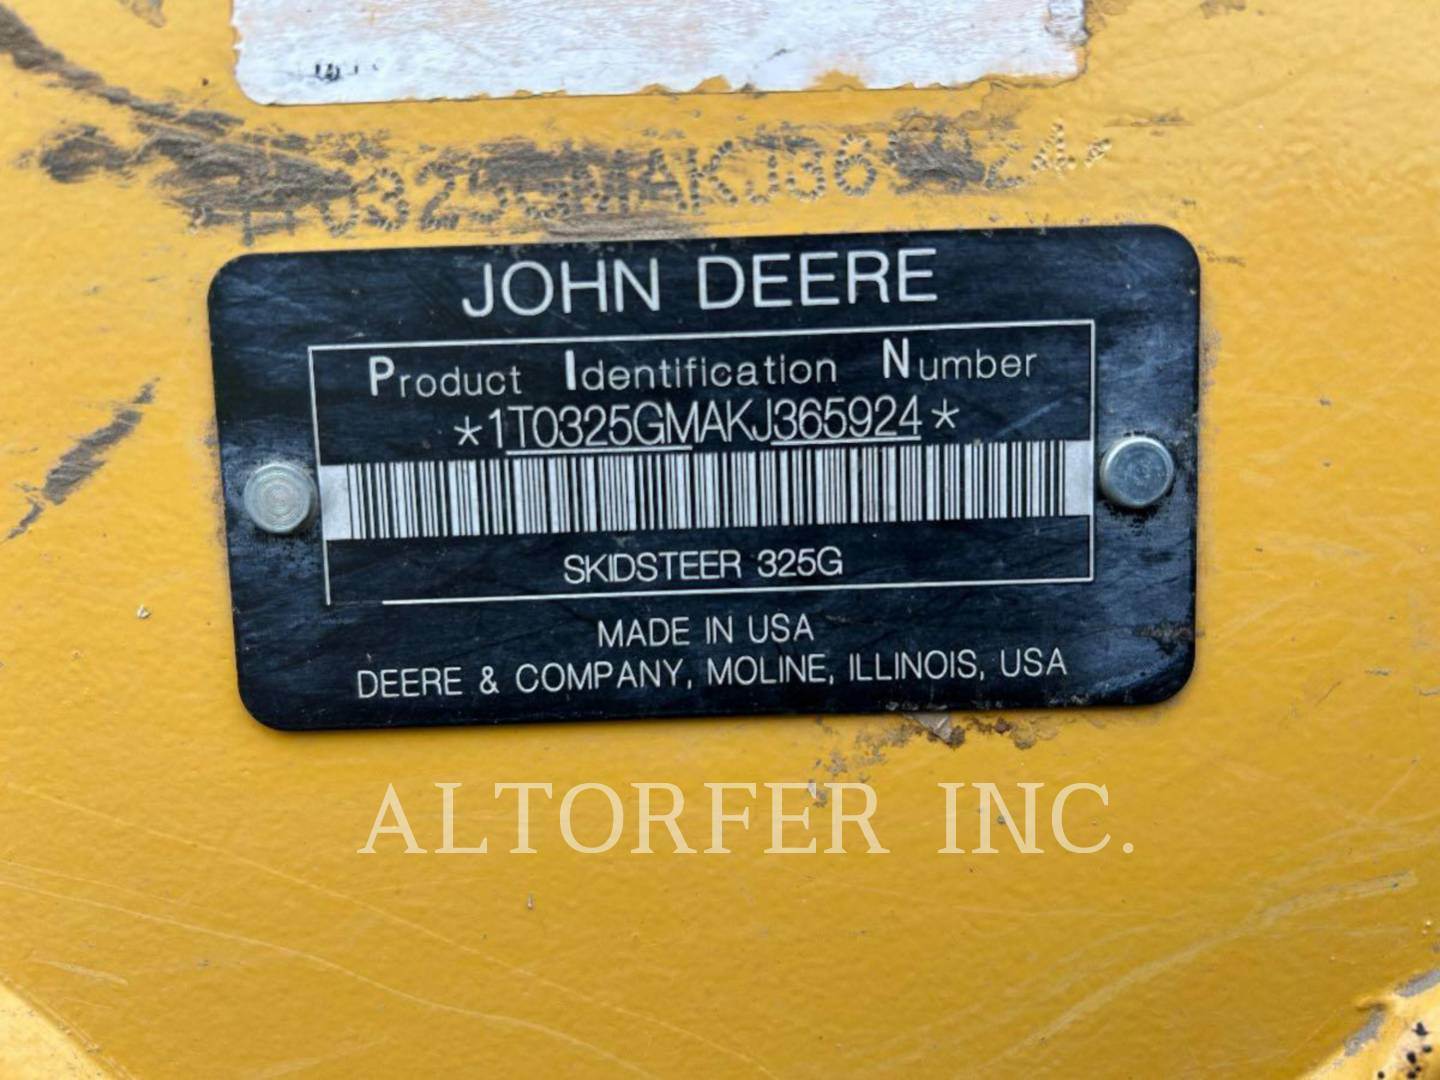 JOHN DEERE
Product Identification Number
*1T0325GMAKJ365924*
SKIDSTEER 325G
MADE IN USA
DEERE & COMPANY, MOLINE, ILLINOIS, USA
ALTORFER INC.